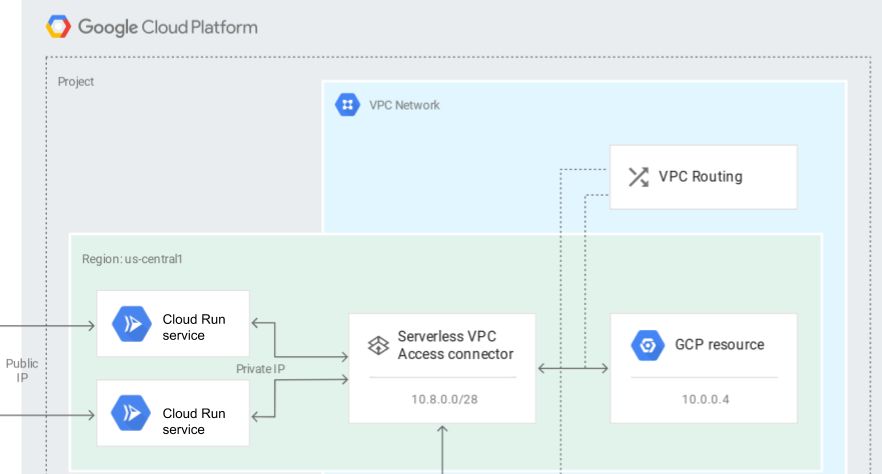 Google Cloud Platform
Project
VPC Network
VPC Routing
Region: us-central1
Cloud Run
service
Serverless VPC
Access connector
10.8.0.0/28
GCP resource
10.0.0.4
Public
IP
Private IP
Cloud Run
service